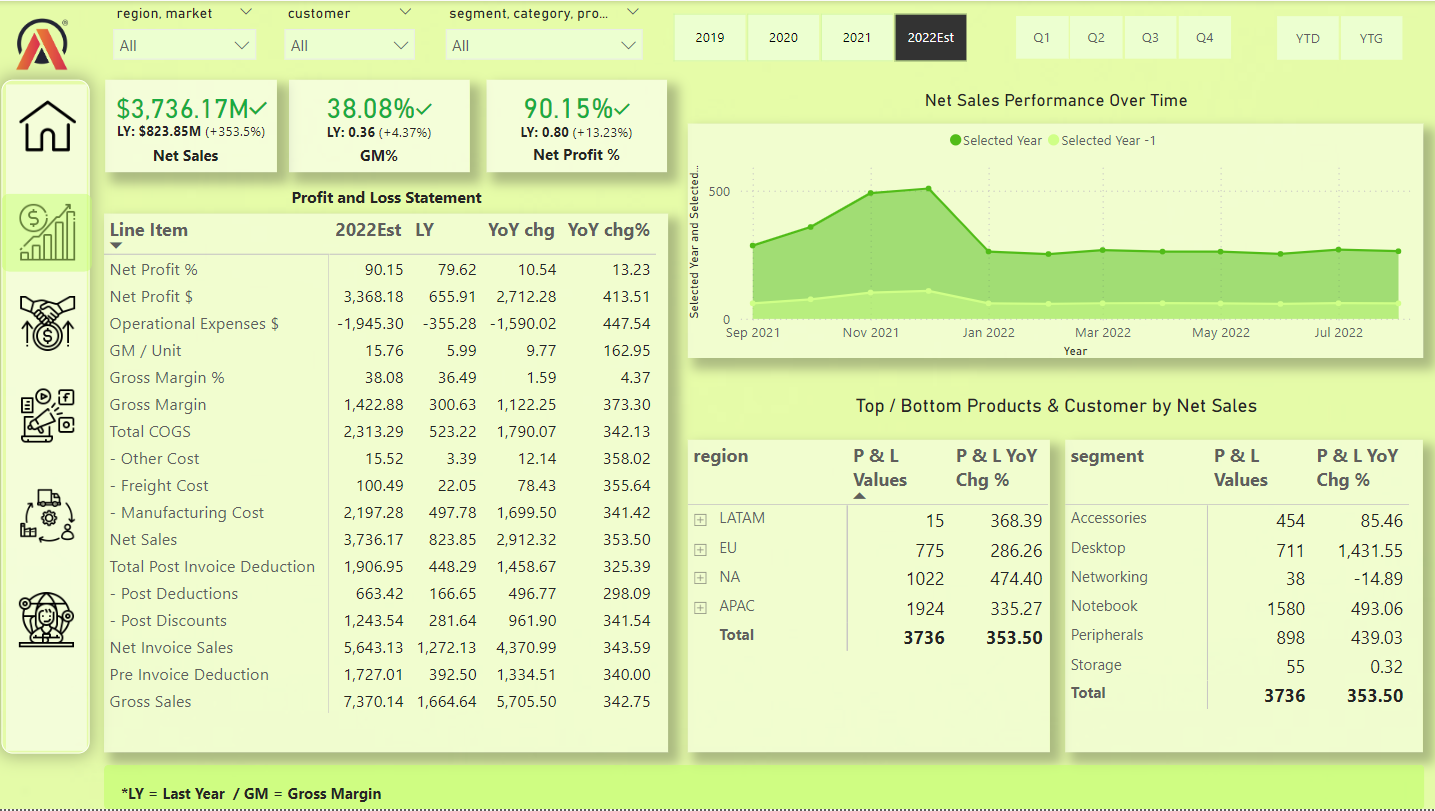 region, market customer segment, category, pro...
All All All
2019 2020 2021 2022Est Q1 Q2 Q3 Q4 YTD YTG
$3,736.17M
LY: $823.85M (+353.5%)
Net Sales
38.08%
LY: 0.36 (+4.37%)
GM%
90.15%
LY: 0.80 (+13.23%)
Net Profit %
Profit and Loss Statement
Line Item 2022Est LY YoY chg YoY chg%
Net Profit % 90.15 79.62 10.54 13.23
Net Profit $ 3,368.18 655.91 2,712.28 413.51
Operational Expenses $ -1,945.30 -355.28 -1,590.02 447.54
GM / Unit 15.76 5.99 9.77 162.95
Gross Margin % 38.08 36.49 1.59 4.37
Gross Margin 1,422.88 300.63 1,122.25 373.30
Total COGS 2,313.29 523.22 1,790.07 342.13
- Other Cost 15.52 3.39 12.14 358.02
- Freight Cost 100.49 22.05 78.43 355.64
- Manufacturing Cost 2,197.28 497.78 1,699.50 341.42
Net Sales 3,736.17 823.85 2,912.32 353.50
Total Post Invoice Deduction 1,906.95 448.29 1,458.67 325.39
- Post Deductions 663.42 166.65 496.77 298.09
- Post Discounts 1,243.54 281.64 961.90 341.54
Net Invoice Sales 5,643.13 1,272.13 4,370.99 343.59
Pre Invoice Deduction 1,727.01 392.50 1,334.51 340.00
Gross Sales 7,370.14 1,664.64 5,705.50 342.75
Net Sales Performance Over Time
Selected Year Selected Year -1
Selected Year and Selected...
500
0
Sep 2021 Nov 2021 Jan 2022 Mar 2022 May 2022 Jul 2022
Year
Top / Bottom Products & Customer by Net Sales
region P & L Values P & L YoY Chg %
LATAM 15 368.39
EU 775 286.26
NA 1022 474.40
APAC 1924 335.27
Total 3736 353.50
segment P & L Values P & L YoY Chg %
Accessories 454 85.46
Desktop 711 1,431.55
Networking 38 -14.89
Notebook 1580 493.06
Peripherals 898 439.03
Storage 55 0.32
Total 3736 353.50
*LY = Last Year / GM = Gross Margin